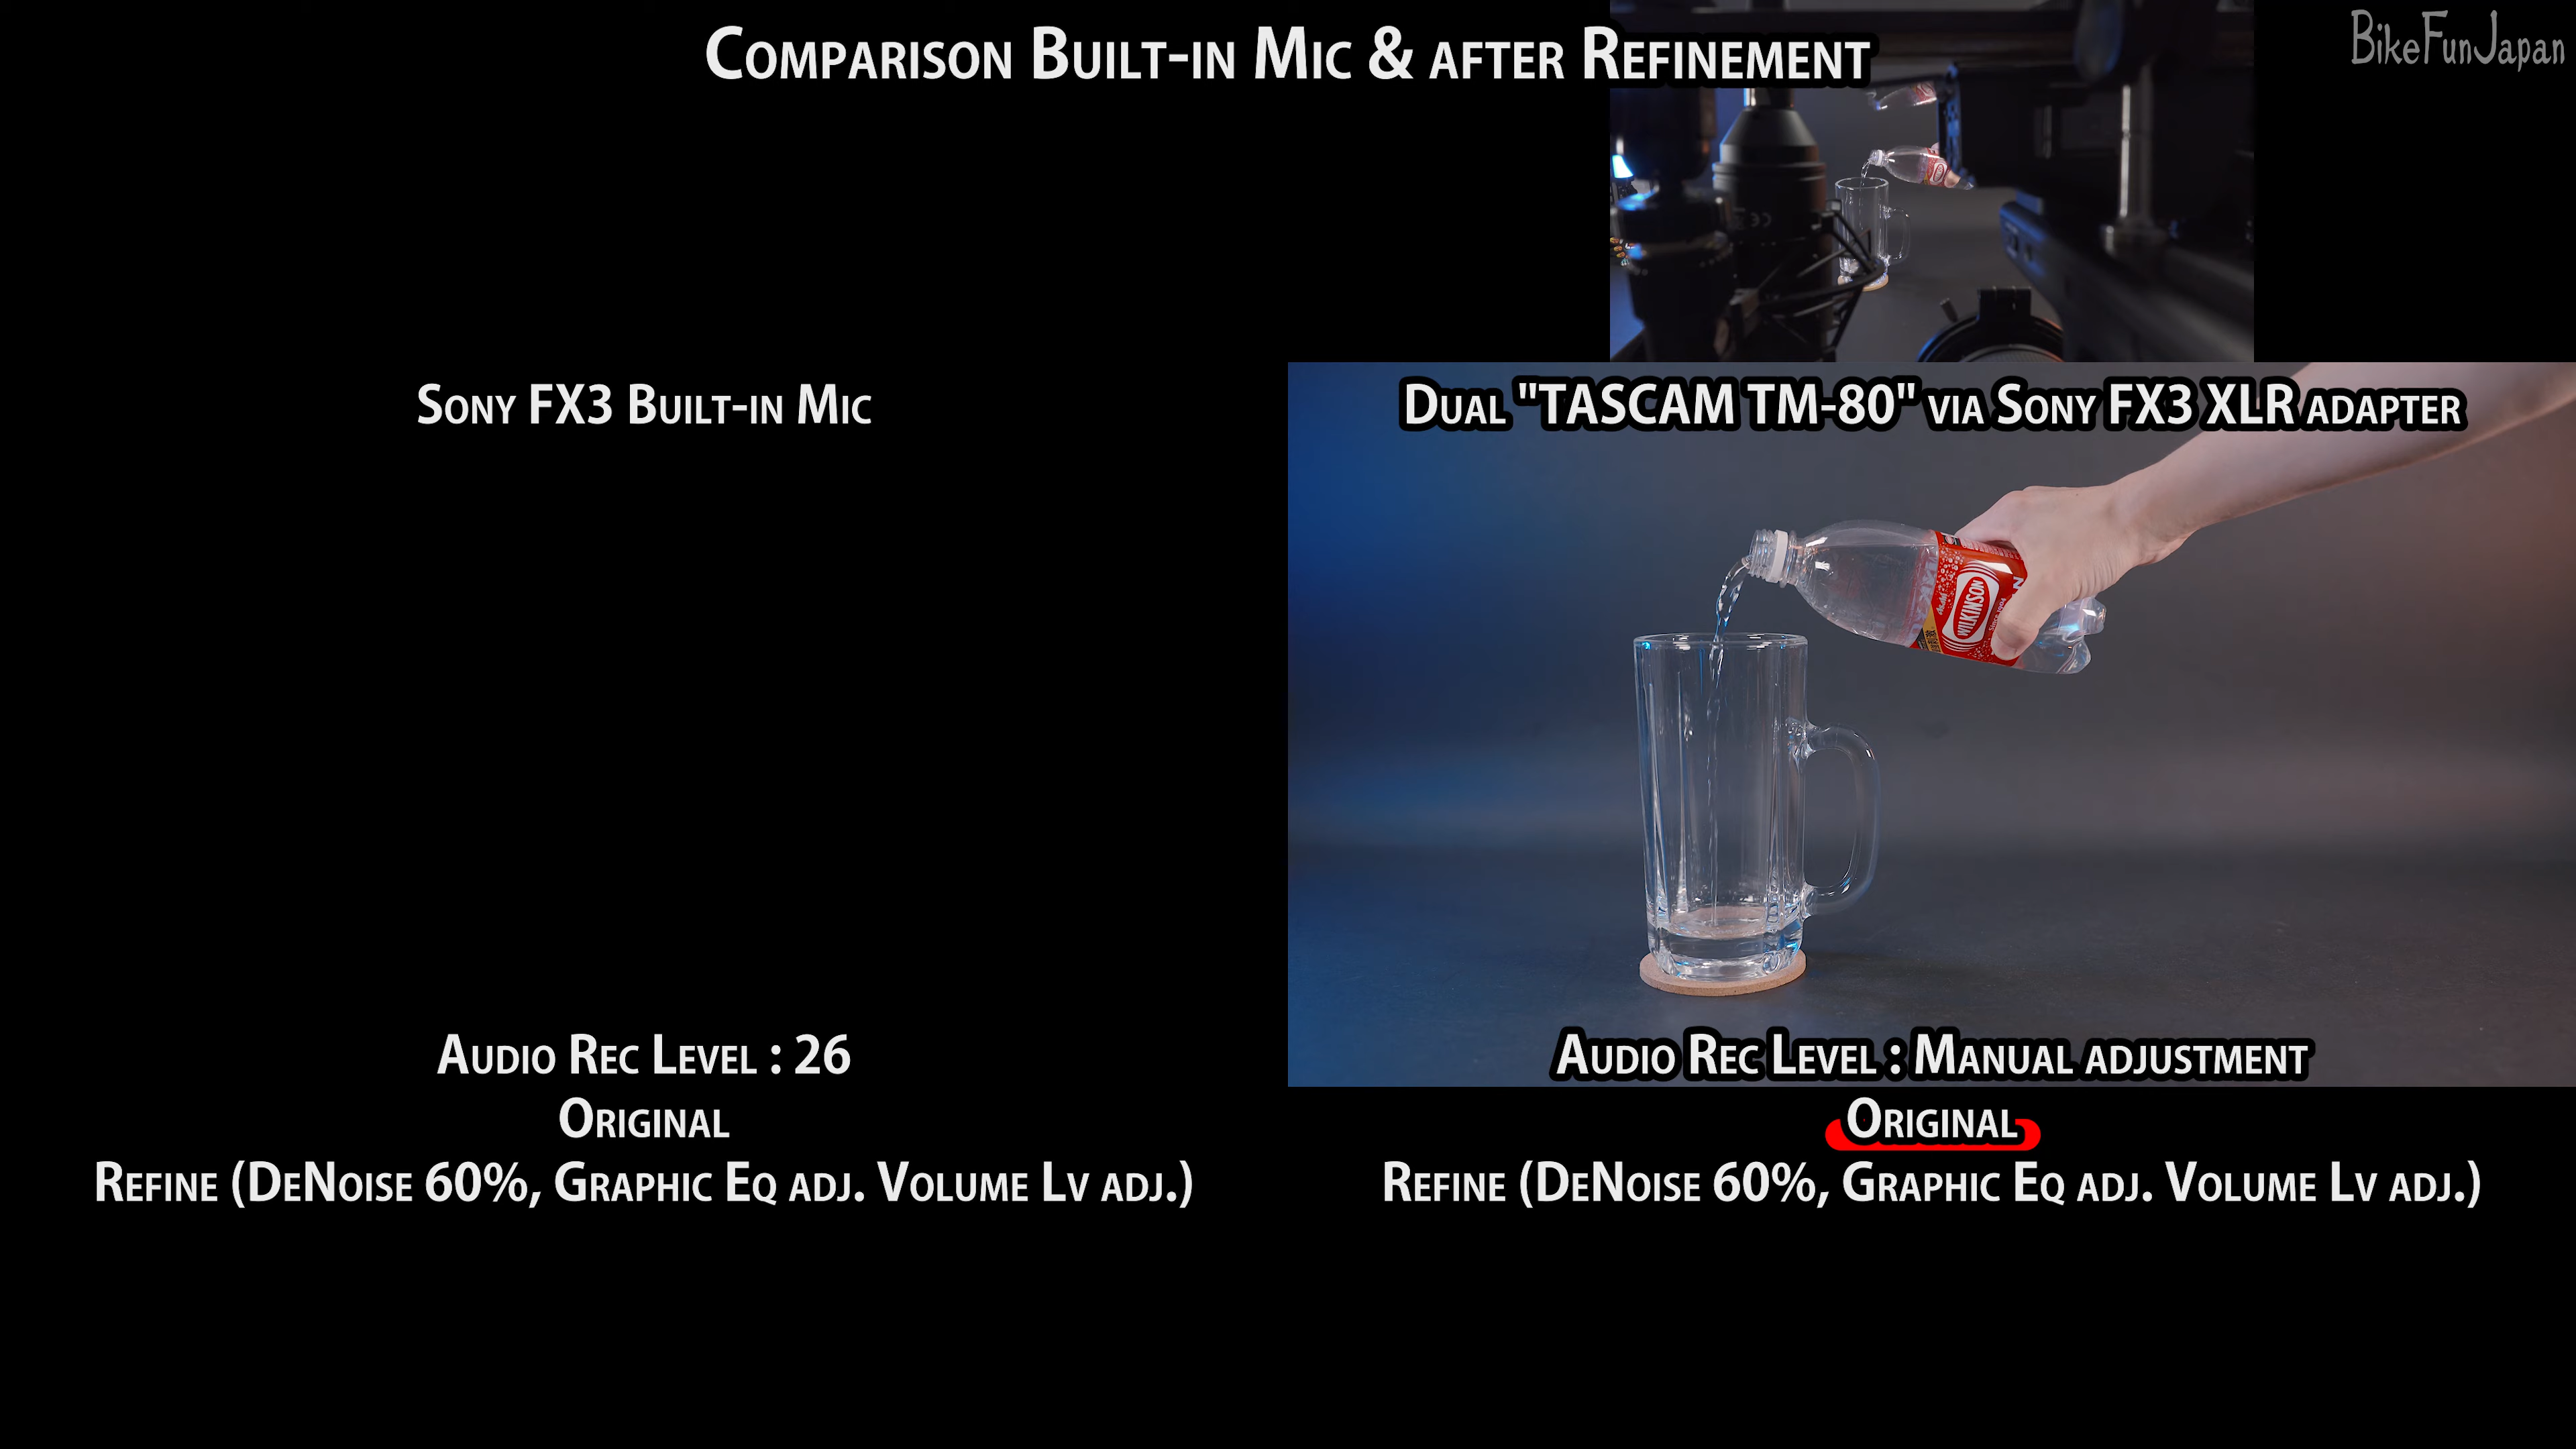 Comparison Built-in Mic & after Refinement
BikeFunJapan
Sony FX3 Built-in Mic
Dual "TASCAM TM-80" via Sony FX3 XLR adapter
WILKINSON
Audio Rec Level : 26
Audio Rec Level : Manual adjustment
Original
Original
Refine (DeNoise 60%, Graphic Eq adj. Volume Lv adj.)
Refine (DeNoise 60%, Graphic Eq adj. Volume Lv adj.)